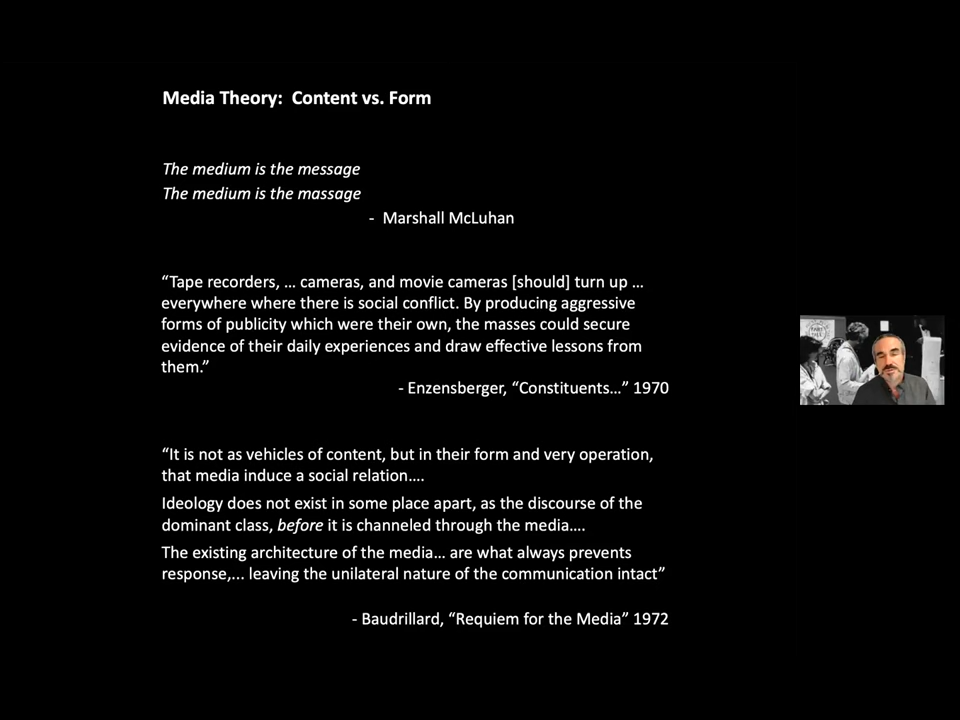 Media Theory:  Content vs. Form
The medium is the message
The medium is the massage
-  Marshall McLuhan
“Tape recorders, … cameras, and movie cameras [should] turn up …
everywhere where there is social conflict. By producing aggressive
forms of publicity which were their own, the masses could secure
evidence of their daily experiences and draw effective lessons from
them.”
- Enzensberger, “Constituents…” 1970
“It is not as vehicles of content, but in their form and very operation,
that media induce a social relation….
Ideology does not exist in some place apart, as the discourse of the
dominant class, before it is channeled through the media….
The existing architecture of the media… are what always prevents
response,... leaving the unilateral nature of the communication intact”
- Baudrillard, “Requiem for the Media” 1972